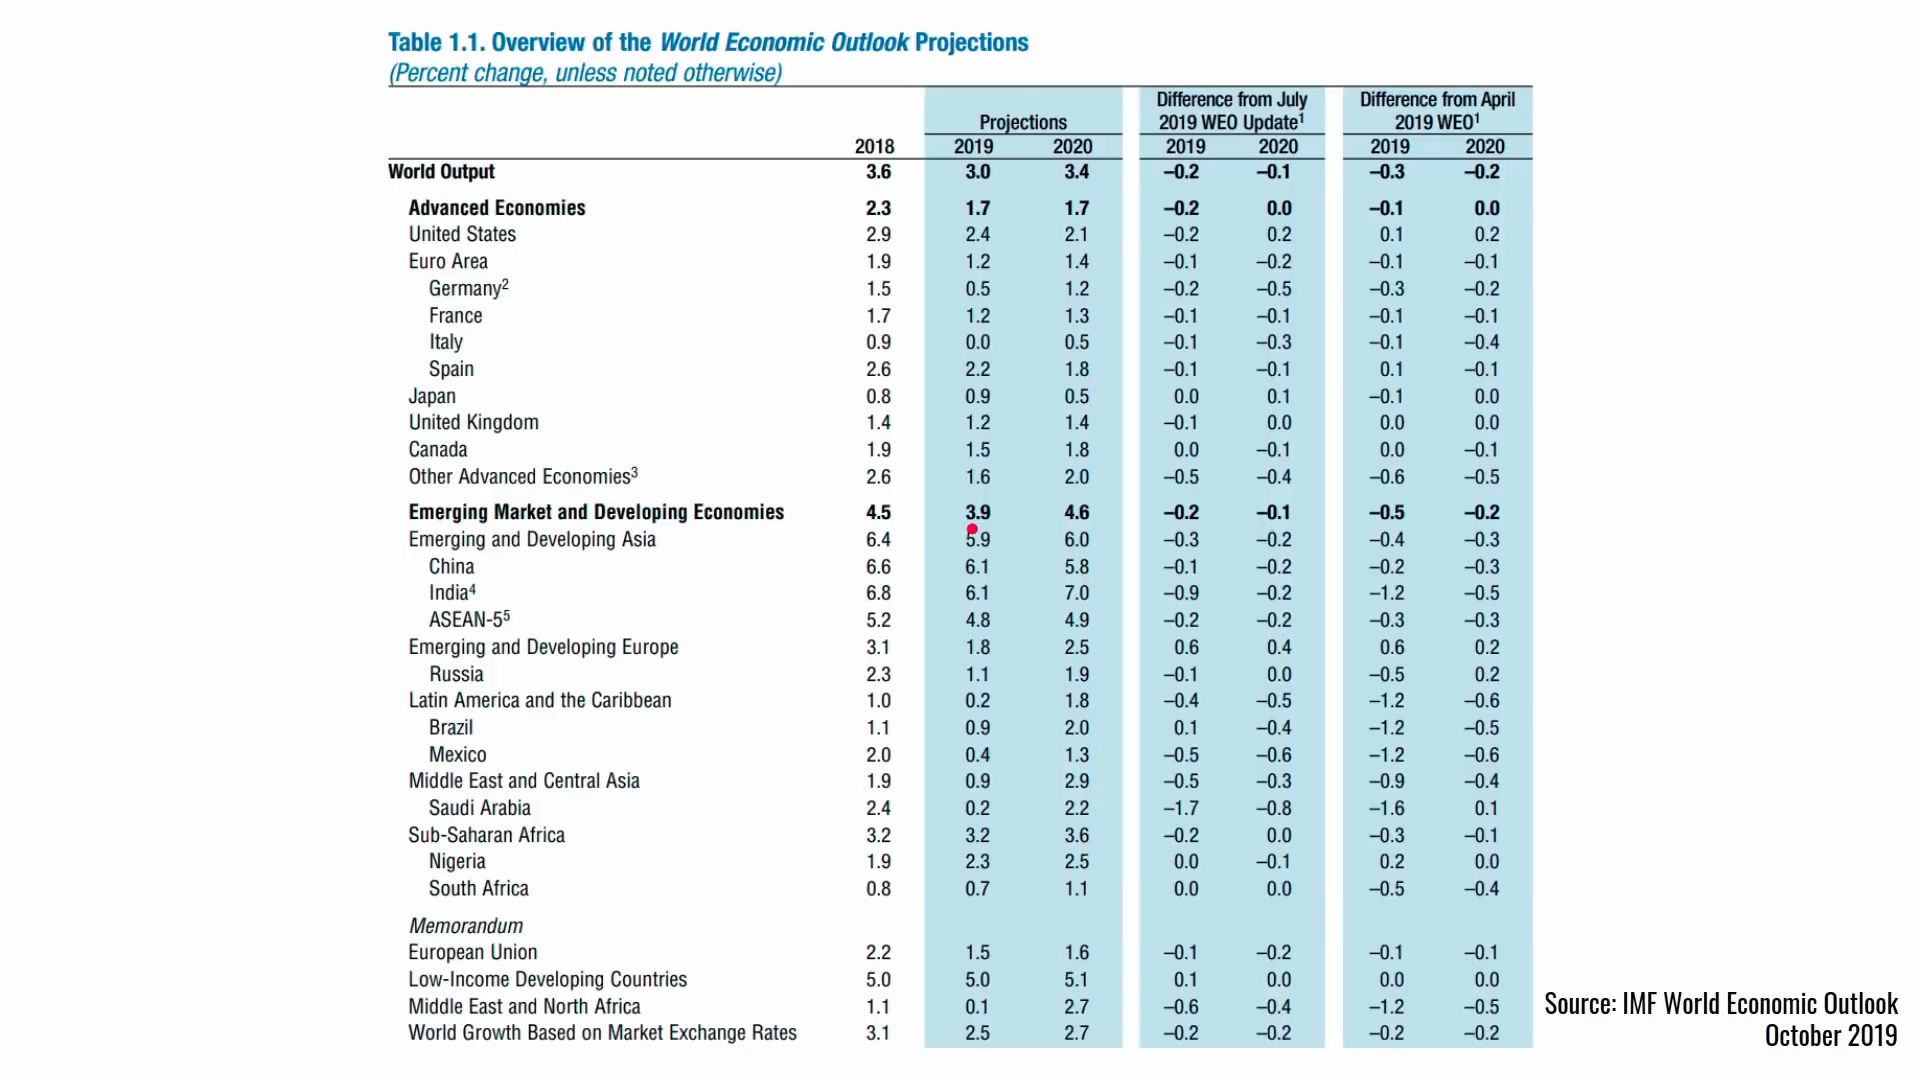 Table 1.1. Overview of the World Economic Outlook Projections
(Percent change, unless noted otherwise)
Projections Difference from July 2019 WEO Update¹ Difference from April 2019 WEO¹
2018 2019 2020 2019 2020 2019 2020
World Output 3.6 3.0 3.4 –0.2 –0.1 –0.3 –0.2
Advanced Economies 2.3 1.7 1.7 –0.2 0.0 –0.1 0.0
United States 2.9 2.4 2.1 –0.2 0.2 0.1 0.2
Euro Area 1.9 1.2 1.4 –0.1 –0.2 –0.1 –0.1
Germany² 1.5 0.5 1.2 –0.2 –0.5 –0.3 –0.2
France 1.7 1.2 1.3 –0.1 –0.1 –0.1 –0.1
Italy 0.9 0.0 0.5 –0.1 –0.3 –0.1 –0.4
Spain 2.6 2.2 1.8 –0.1 –0.1 0.1 –0.1
Japan 0.8 0.9 0.5 0.0 0.1 –0.1 0.0
United Kingdom 1.4 1.2 1.4 –0.1 0.0 0.0 0.0
Canada 1.9 1.5 1.8 0.0 –0.1 0.0 –0.1
Other Advanced Economies³ 2.6 1.6 2.0 –0.5 –0.4 –0.6 –0.5
Emerging Market and Developing Economies 4.5 3.9 4.6 –0.2 –0.1 –0.5 –0.2
Emerging and Developing Asia 6.4 5.9 6.0 –0.3 –0.2 –0.4 –0.3
China 6.6 6.1 5.8 –0.1 –0.2 –0.2 –0.3
India⁴ 6.8 6.1 7.0 –0.9 –0.2 –1.2 –0.5
ASEAN-5⁵ 5.2 4.8 4.9 –0.2 –0.2 –0.3 –0.3
Emerging and Developing Europe 3.1 1.8 2.5 0.6 0.4 0.6 0.2
Russia 2.3 1.1 1.9 –0.1 0.0 –0.5 0.2
Latin America and the Caribbean 1.0 0.2 1.8 –0.4 –0.5 –1.2 –0.6
Brazil 1.1 0.9 2.0 0.1 –0.4 –1.2 –0.5
Mexico 2.0 0.4 1.3 –0.5 –0.6 –1.2 –0.6
Middle East and Central Asia 1.9 0.9 2.9 –0.5 –0.3 –0.9 –0.4
Saudi Arabia 2.4 0.2 2.2 –1.7 –0.8 –1.6 0.1
Sub-Saharan Africa 3.2 3.2 3.6 –0.2 0.0 –0.3 –0.1
Nigeria 1.9 2.3 2.5 0.0 –0.1 0.2 0.0
South Africa 0.8 0.7 1.1 0.0 0.0 –0.5 –0.4
Memorandum
European Union 2.2 1.5 1.6 –0.1 –0.2 –0.1 –0.1
Low-Income Developing Countries 5.0 5.0 5.1 0.1 0.0 0.0 0.0
Middle East and North Africa 1.1 0.1 2.7 –0.6 –0.4 –1.2 –0.5
World Growth Based on Market Exchange Rates 3.1 2.5 2.7 –0.2 –0.2 –0.2 –0.2
Source: IMF World Economic Outlook
October 2019